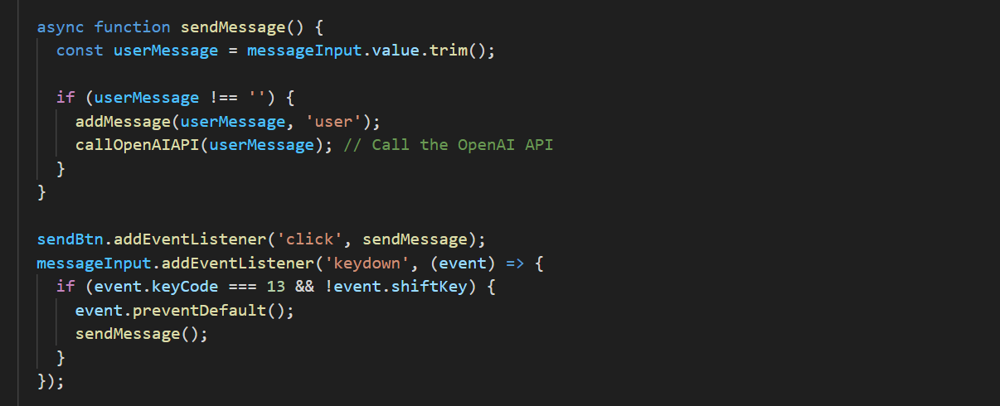 async function sendMessage() {
  const userMessage = messageInput.value.trim();

  if (userMessage !== '') {
    addMessage(userMessage, 'user');
    callOpenAIAPI(userMessage); // Call the OpenAI API
  }
}

sendBtn.addEventListener('click', sendMessage);
messageInput.addEventListener('keydown', (event) => {
  if (event.keyCode === 13 && !event.shiftKey) {
    event.preventDefault();
    sendMessage();
  }
});